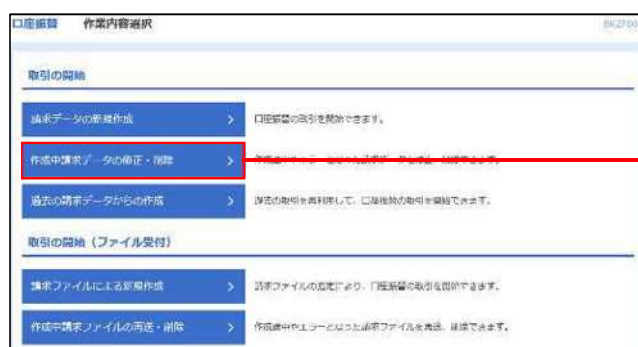 口座振替 作業内容選択
取引の開始
請求データの新規作成
口座振替の取引を開始できます。
作成中請求データの修正・削除
過去の請求データからの作成
過去の取引を再利用して、口座振替の取引を開始できます。
取引の開始（ファイル受付）
請求ファイルによる新規作成
請求ファイルの指定により、口座振替の取引を開始できます。
作成中請求ファイルの再送・削除
作成途中やエラーとなった請求ファイルを再送、削除できます。